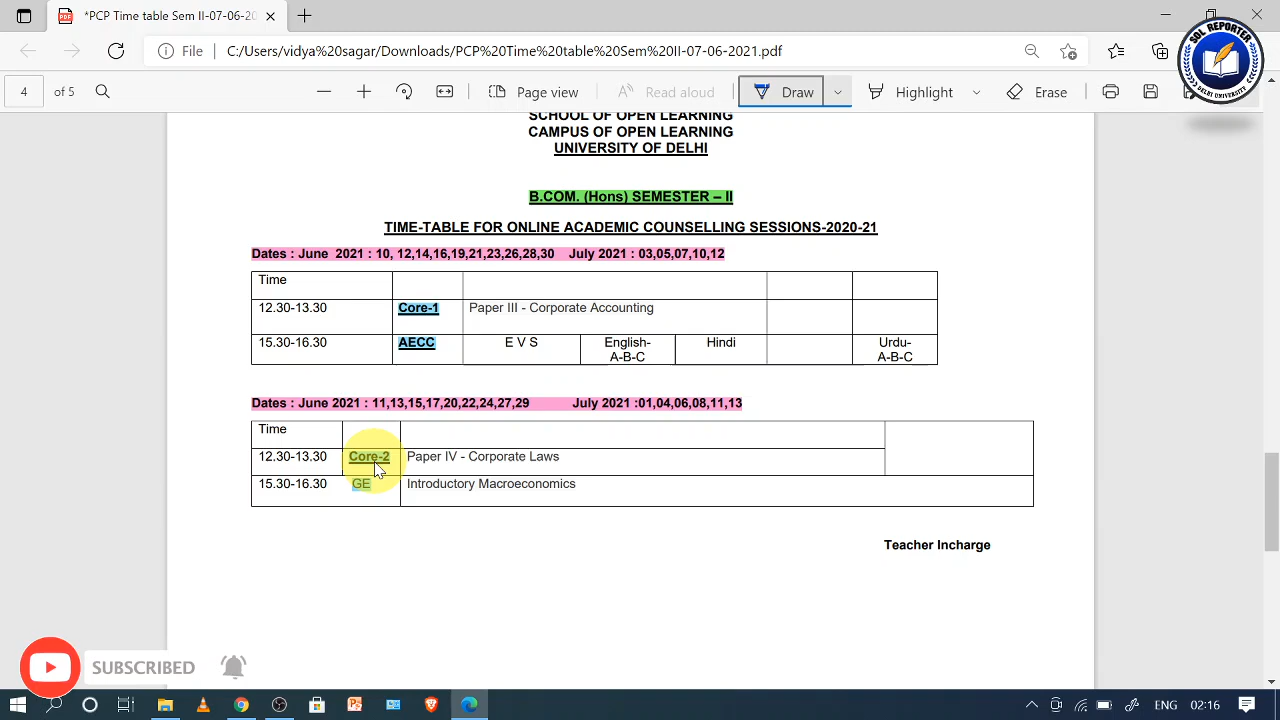 *PCP Time table Sem II-07-06-20
File C:/Users/vidya%20sagar/Downloads/PCP%20Time%20table%20Sem%20II-07-06-2021.pdf
4 of 5 Page view Read aloud Draw Highlight Erase
SOL REPORTER
DELHI UNIVERSITY
SCHOOL OF OPEN LEARNING
CAMPUS OF OPEN LEARNING
UNIVERSITY OF DELHI
B.COM. (Hons) SEMESTER – II
TIME-TABLE FOR ONLINE ACADEMIC COUNSELLING SESSIONS-2020-21
Dates : June 2021 : 10, 12,14,16,19,21,23,26,28,30 July 2021 : 03,05,07,10,12
Time
12.30-13.30 Core-1 Paper III - Corporate Accounting
15.30-16.30 AECC E V S English- Hindi Urdu-
A-B-C A-B-C
Dates : June 2021 : 11,13,15,17,20,22,24,27,29 July 2021 :01,04,06,08,11,13
Time
12.30-13.30 Core-2 Paper IV - Corporate Laws
15.30-16.30 GE Introductory Macroeconomics
Teacher Incharge
SUBSCRIBED
ENG 02:16